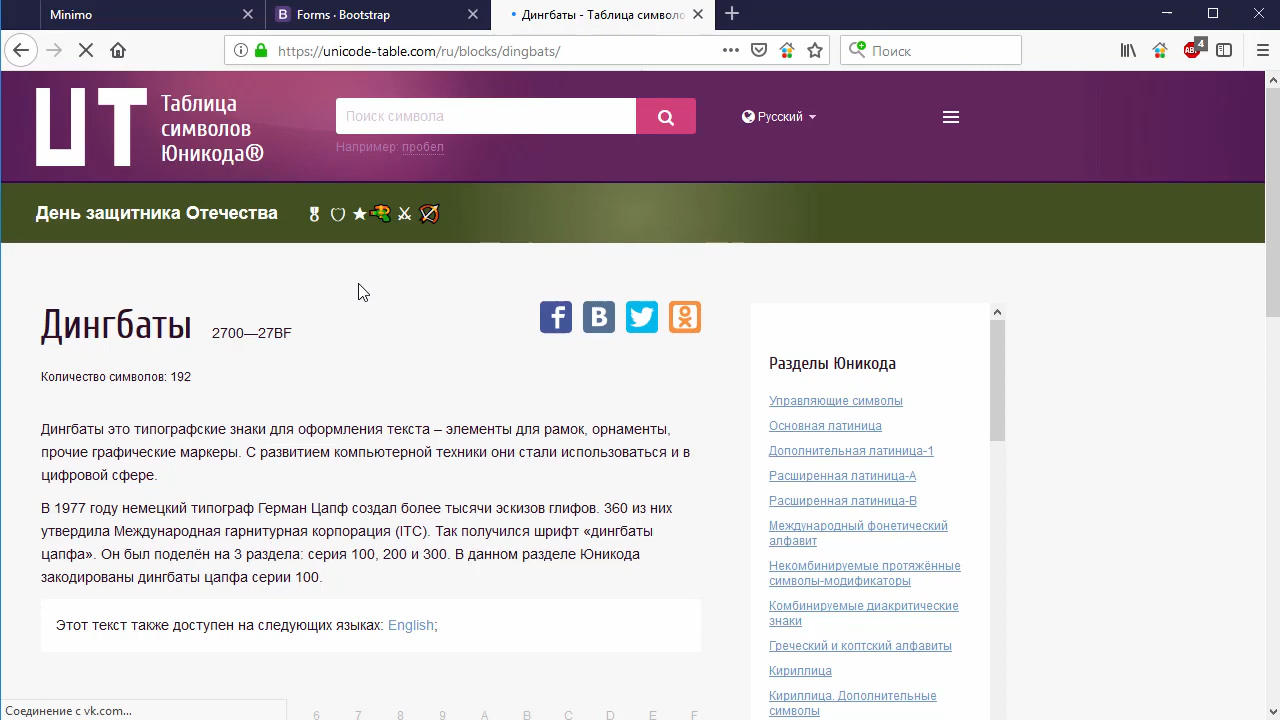 Minimo
B Forms · Bootstrap
Дингбаты - Таблица символо
https://unicode-table.com/ru/blocks/dingbats/
Поиск
ABP
4
UT
Таблица
символов
Юникода®
Поиск символа
Русский
Например: пробел
День защитника Отечества
Дингбаты 2700—27BF
Количество символов: 192
Дингбаты это типографские знаки для оформления текста – элементы для рамок, орнаменты,
прочие графические маркеры. С развитием компьютерной техники они стали использоваться и в
цифровой сфере.
В 1977 году немецкий типограф Герман Цапф создал более тысячи эскизов глифов. 360 из них
утвердила Международная гарнитурная корпорация (ITC). Так получился шрифт «дингбаты
цапфа». Он был поделён на 3 раздела: серия 100, 200 и 300. В данном разделе Юникода
закодированы дингбаты цапфа серии 100.
Этот текст также доступен на следующих языках: English;
6 7 8 9 A B C D E F
Разделы Юникода
Управляющие символы
Основная латиница
Дополнительная латиница-1
Расширенная латиница-A
Расширенная латиница-B
Международный фонетический
алфавит
Некомбинируемые протяжённые
символы-модификаторы
Комбинируемые диакритические
знаки
Греческий и коптский алфавиты
Кириллица
Кириллица. Дополнительные
символы
Соединение с vk.com...